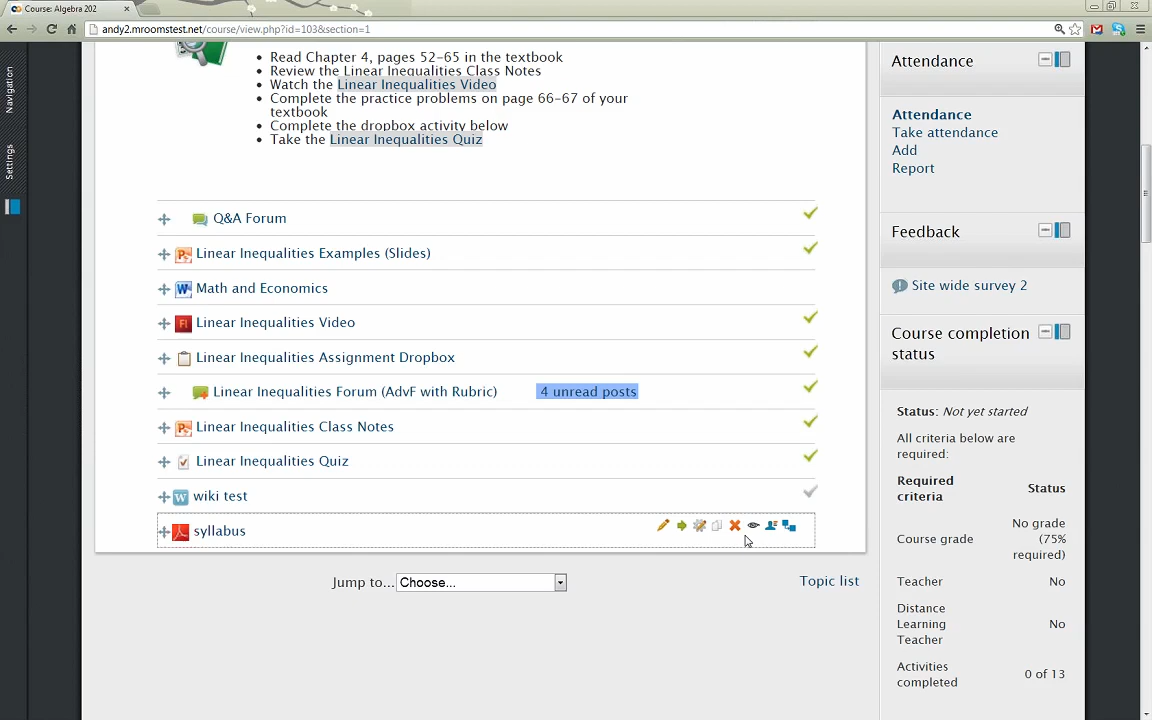 Course: Algebra 202
andy2.mroomstest.net/course/view.php?id=103&section=1
Navigation
Settings
Read Chapter 4, pages 52-65 in the textbook
Review the Linear Inequalities Class Notes
Watch the Linear Inequalities Video
Complete the practice problems on page 66-67 of your
textbook
Complete the dropbox activity below
Take the Linear Inequalities Quiz
Q&A Forum
Linear Inequalities Examples (Slides)
Math and Economics
Linear Inequalities Video
Linear Inequalities Assignment Dropbox
Linear Inequalities Forum (AdvF with Rubric) 4 unread posts
Linear Inequalities Class Notes
Linear Inequalities Quiz
wiki test
syllabus
Jump to... Choose...
Topic list
Attendance
Attendance
Take attendance
Add
Report
Feedback
Site wide survey 2
Course completion
status
Status: Not yet started
All criteria below are
required:
Required
criteria
Status
Course grade
No grade
(75%
required)
Teacher No
Distance
Learning
Teacher
No
Activities
completed
0 of 13